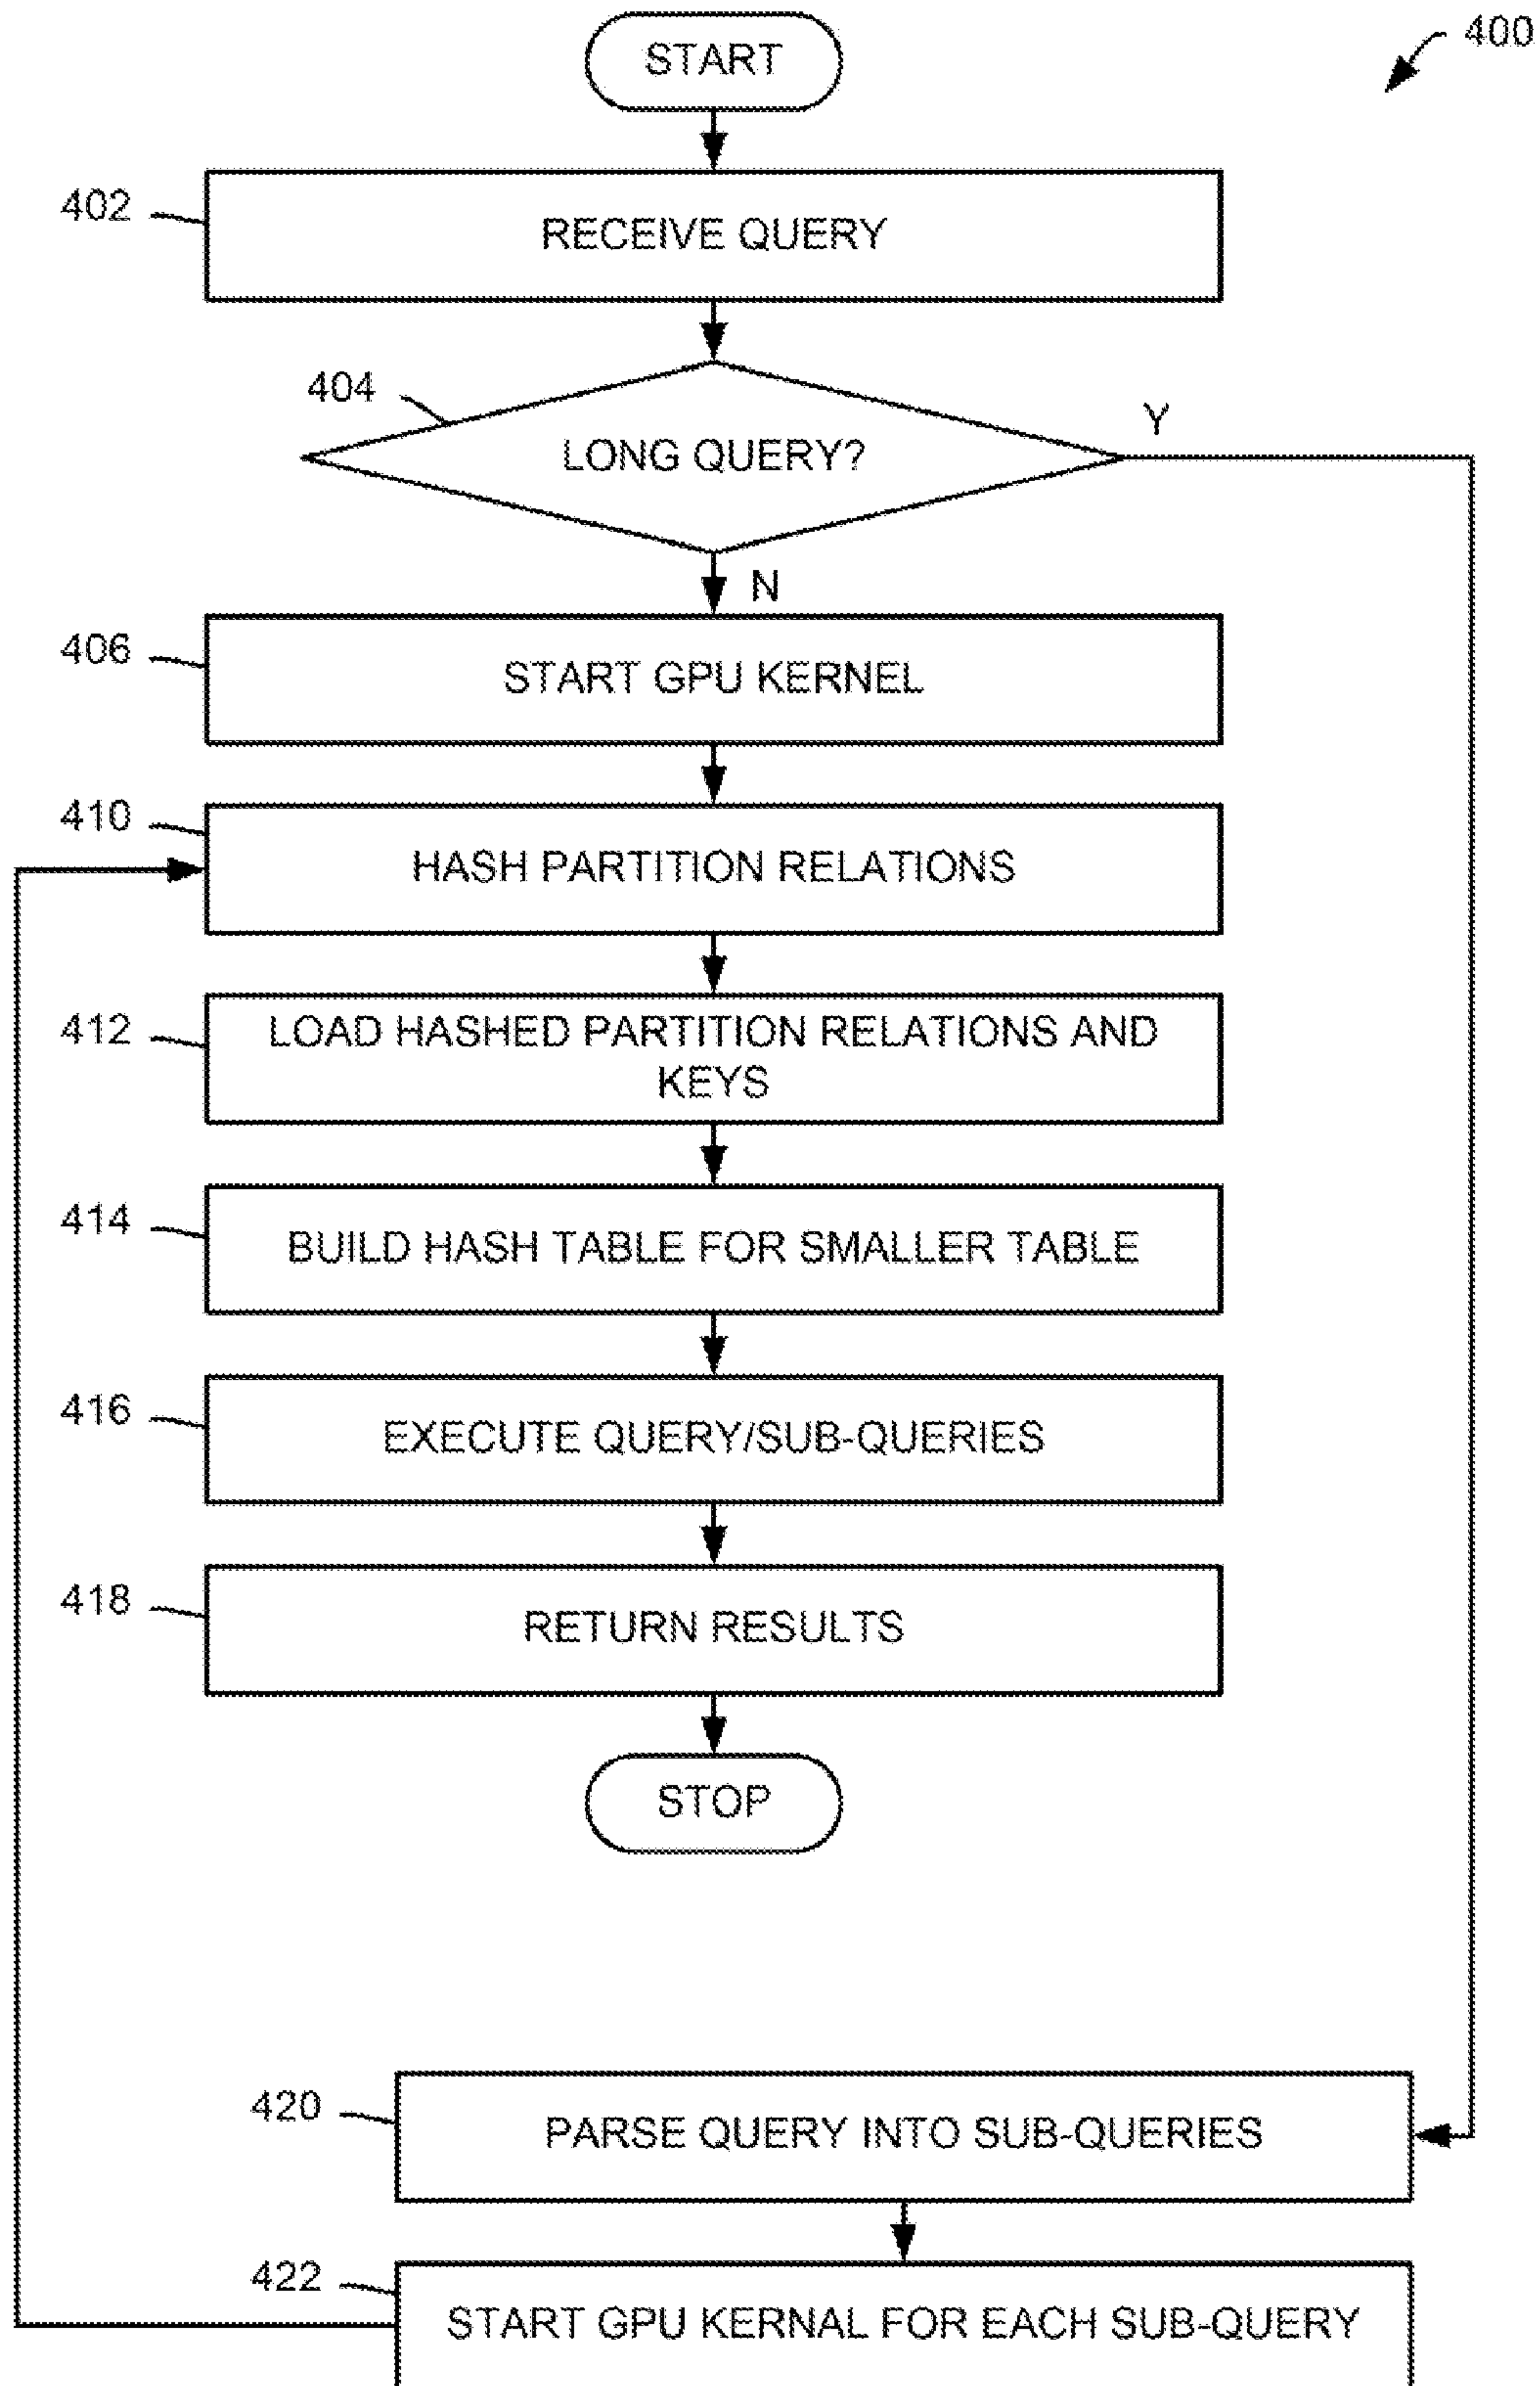 START
400
402
RECEIVE QUERY
404
LONG QUERY?
Y
N
406
START GPU KERNEL
410
HASH PARTITION RELATIONS
412
LOAD HASHED PARTITION RELATIONS AND
KEYS
414
BUILD HASH TABLE FOR SMALLER TABLE
416
EXECUTE QUERY/SUB-QUERIES
418
RETURN RESULTS
STOP
420
PARSE QUERY INTO SUB-QUERIES
422
START GPU KERNAL FOR EACH SUB-QUERY